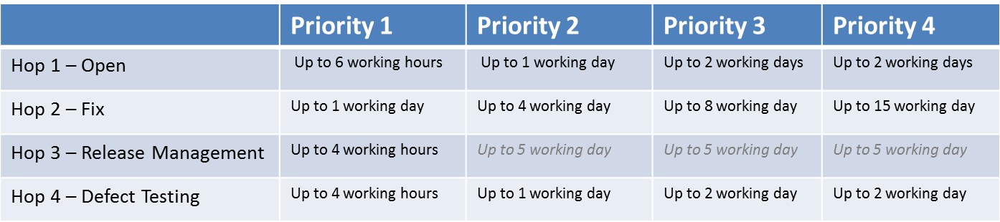 Priority 1 Priority 2 Priority 3 Priority 4
Hop 1 – Open Up to 6 working hours Up to 1 working day Up to 2 working days Up to 2 working days
Hop 2 – Fix Up to 1 working day Up to 4 working day Up to 8 working day Up to 15 working day
Hop 3 – Release Management Up to 4 working hours Up to 5 working day Up to 5 working day Up to 5 working day
Hop 4 – Defect Testing Up to 4 working hours Up to 1 working day Up to 2 working day Up to 2 working day